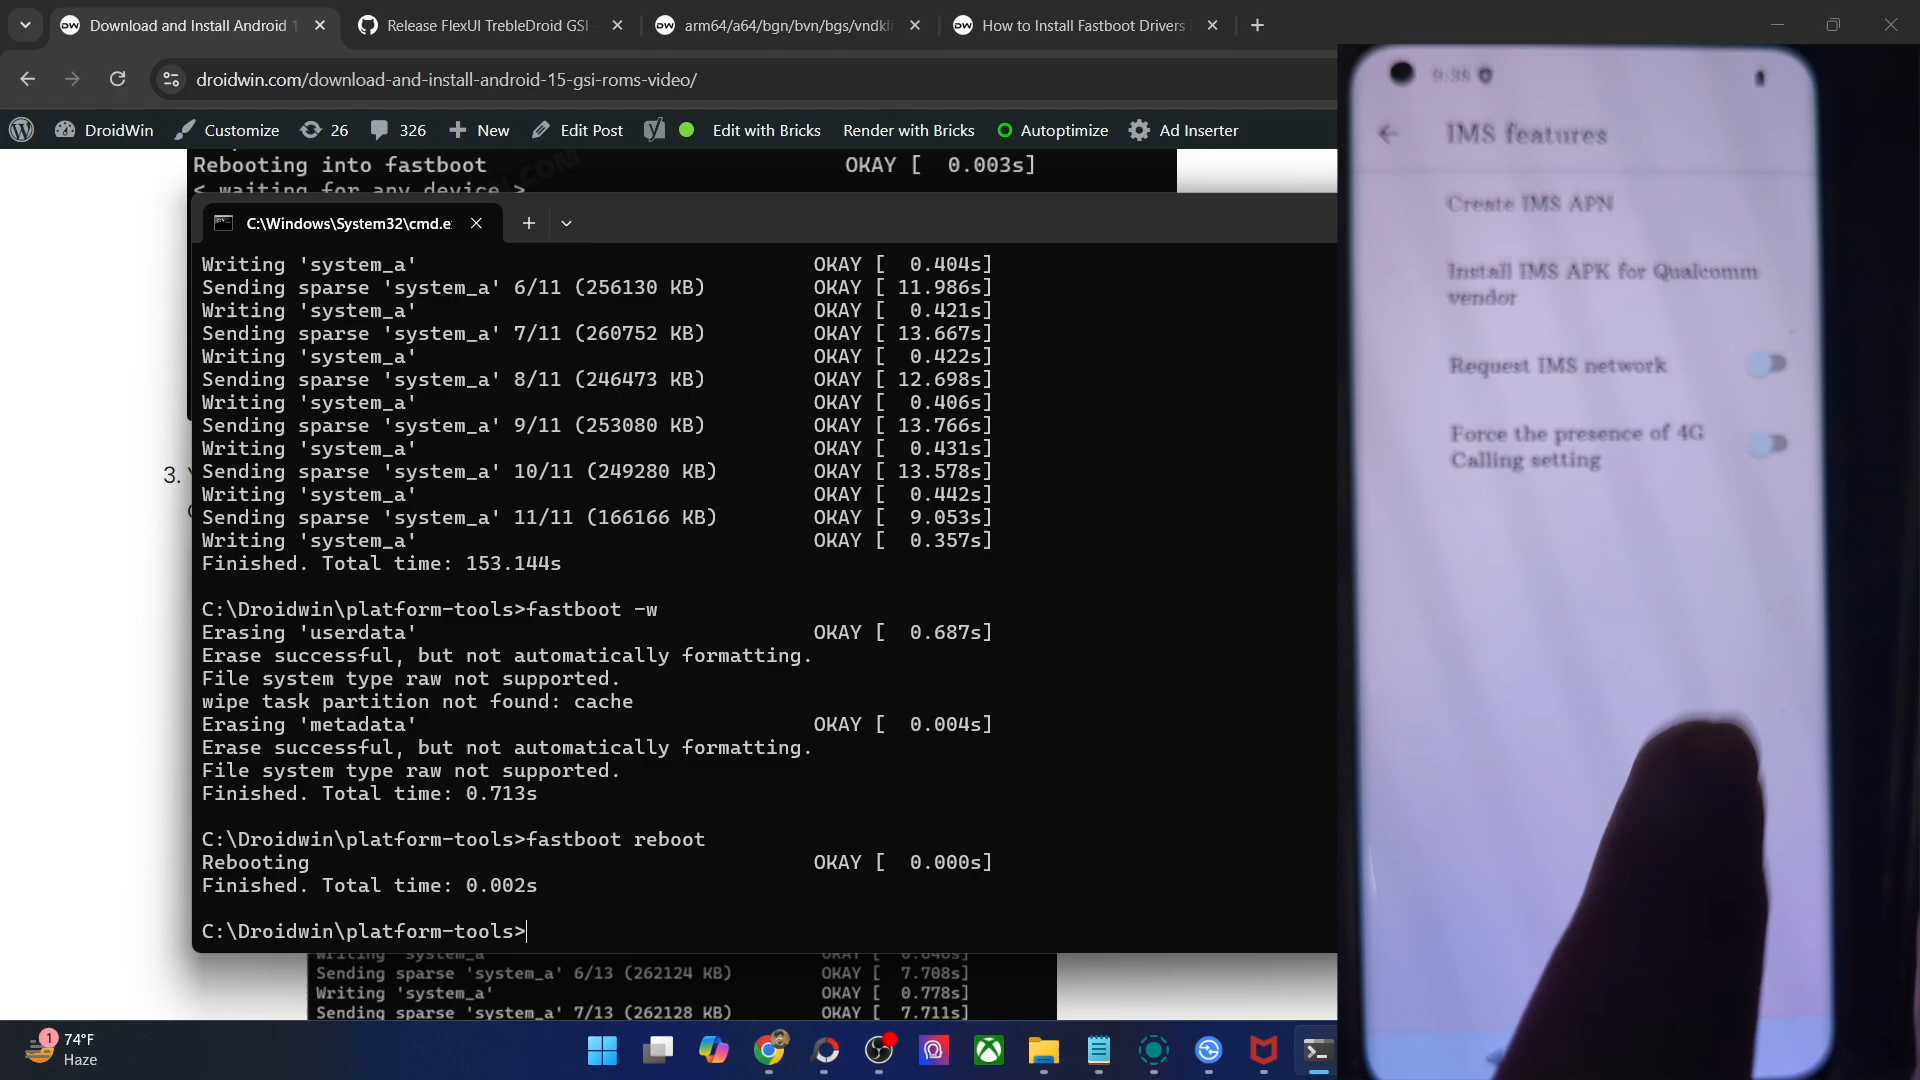 Download and Install Android 1
Release FlexUI TrebleDroid GSI
arm64/a64/bgn/bvn/bgs/vndkli
How to Install Fastboot Drivers
droidwin.com/download-and-install-android-15-gsi-roms-video/
DroidWin
Customize
26
326
New
Edit Post
Edit with Bricks
Render with Bricks
Autoptimize
Ad Inserter
Rebooting into fastboot OKAY [ 0.003s]
< waiting for any device >
C:\Windows\System32\cmd.e
Writing 'system_a' OKAY [ 0.404s]
Sending sparse 'system_a' 6/11 (256130 KB) OKAY [ 11.986s]
Writing 'system_a' OKAY [ 0.421s]
Sending sparse 'system_a' 7/11 (260752 KB) OKAY [ 13.667s]
Writing 'system_a' OKAY [ 0.422s]
Sending sparse 'system_a' 8/11 (246473 KB) OKAY [ 12.698s]
Writing 'system_a' OKAY [ 0.406s]
Sending sparse 'system_a' 9/11 (253080 KB) OKAY [ 13.766s]
Writing 'system_a' OKAY [ 0.431s]
Sending sparse 'system_a' 10/11 (249280 KB) OKAY [ 13.578s]
Writing 'system_a' OKAY [ 0.442s]
Sending sparse 'system_a' 11/11 (166166 KB) OKAY [ 9.053s]
Writing 'system_a' OKAY [ 0.357s]
Finished. Total time: 153.144s
C:\Droidwin\platform-tools>fastboot -w
Erasing 'userdata' OKAY [ 0.687s]
Erase successful, but not automatically formatting.
File system type raw not supported.
wipe task partition not found: cache
Erasing 'metadata' OKAY [ 0.004s]
Erase successful, but not automatically formatting.
File system type raw not supported.
Finished. Total time: 0.713s
C:\Droidwin\platform-tools>fastboot reboot
Rebooting OKAY [ 0.000s]
Finished. Total time: 0.002s
C:\Droidwin\platform-tools>
3.
Sending sparse 'system_a' 6/13 (262124 KB) OKAY [ 7.708s]
Writing 'system_a' OKAY [ 0.778s]
Sending sparse 'system_a' 7/13 (262128 KB) OKAY [ 7.711s]
9:38
IMS features
Create IMS APN
Install IMS APK for Qualcomm
vendor
Request IMS network
Force the presence of 4G
Calling setting
1
74°F
Haze